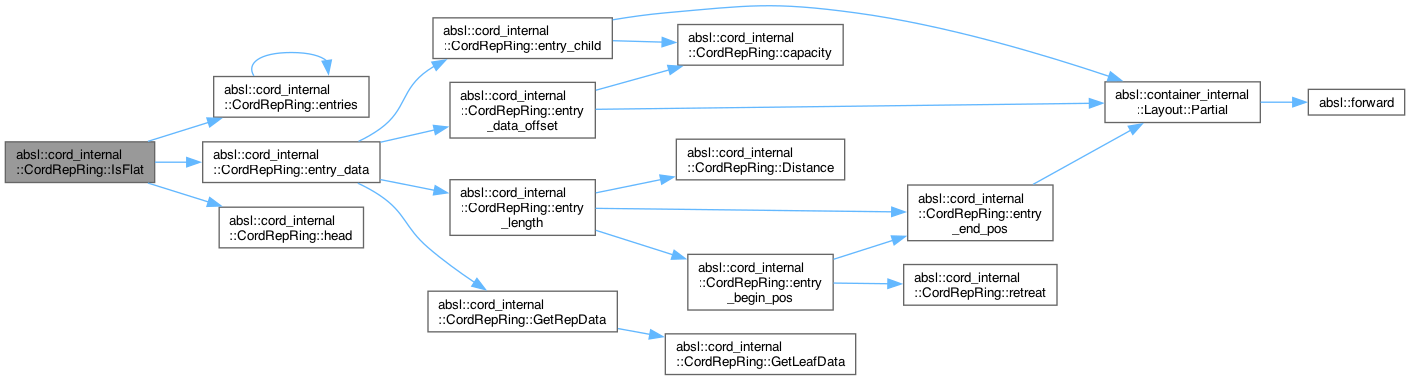 absl::cord_internal
::CordRepRing::IsFlat
absl::cord_internal
::CordRepRing::entries
absl::cord_internal
::CordRepRing::entry_data
absl::cord_internal
::CordRepRing::head
absl::cord_internal
::CordRepRing::entry_child
absl::cord_internal
::CordRepRing::entry
_data_offset
absl::cord_internal
::CordRepRing::entry
_length
absl::cord_internal
::CordRepRing::GetRepData
absl::cord_internal
::CordRepRing::capacity
absl::cord_internal
::CordRepRing::Distance
absl::cord_internal
::CordRepRing::entry
_begin_pos
absl::cord_internal
::CordRepRing::GetLeafData
absl::cord_internal
::CordRepRing::entry
_end_pos
absl::cord_internal
::CordRepRing::retreat
absl::container_internal
::Layout::Partial
absl::forward